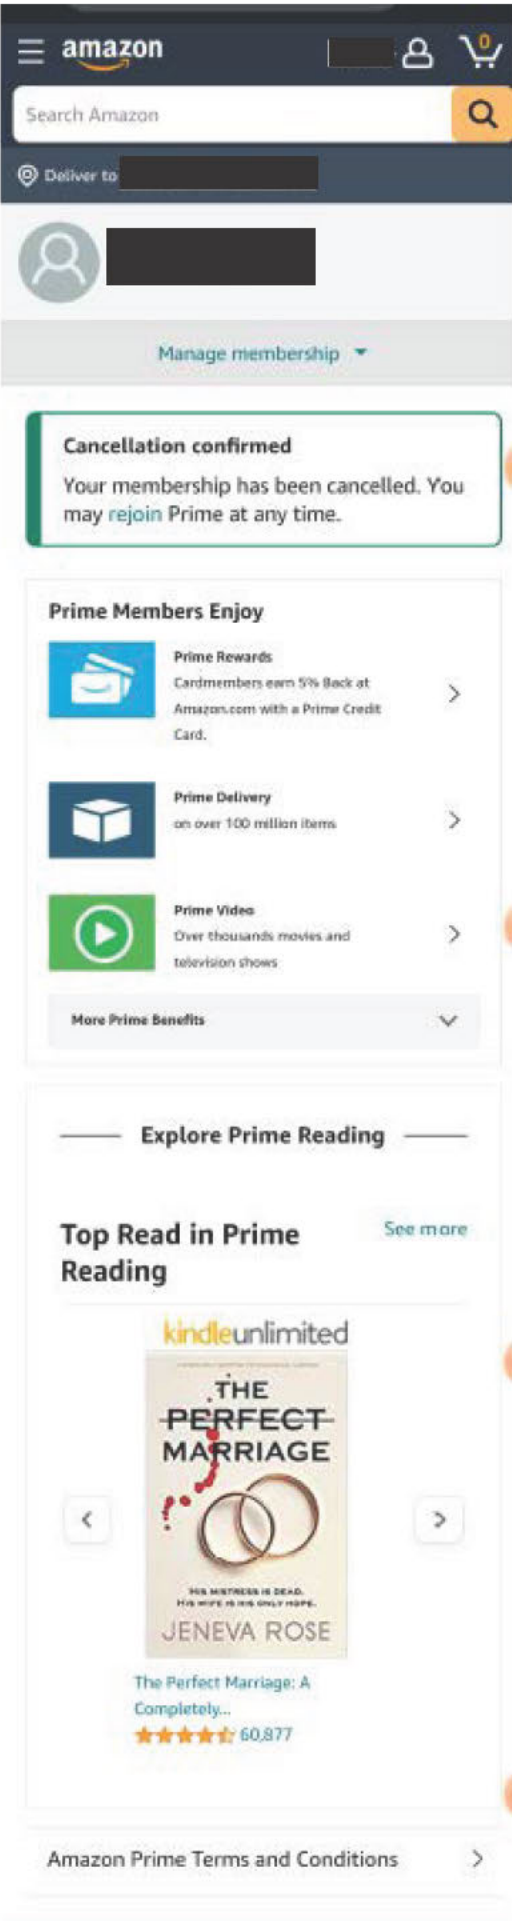 amazon
0
Search Amazon
Deliver to
Manage membership
Cancellation confirmed
Your membership has been cancelled. You
may rejoin Prime at any time.
Prime Members Enjoy
Prime Rewards
Cardmembers earn 5% Back at
Amazon.com with a Prime Credit
Card.
Prime Delivery
on over 100 million items
Prime Video
Over thousands movies and
television shows
More Prime Benefits
Explore Prime Reading
Top Read in Prime
Reading
See more
kindleunlimited
THE
PERFECT
MARRIAGE
HIS MISTRESS IS DEAD.
HIS WIFE IS HIS ONLY HOPE.
JENEVA ROSE
The Perfect Marriage: A
Completely...
60,877
Amazon Prime Terms and Conditions